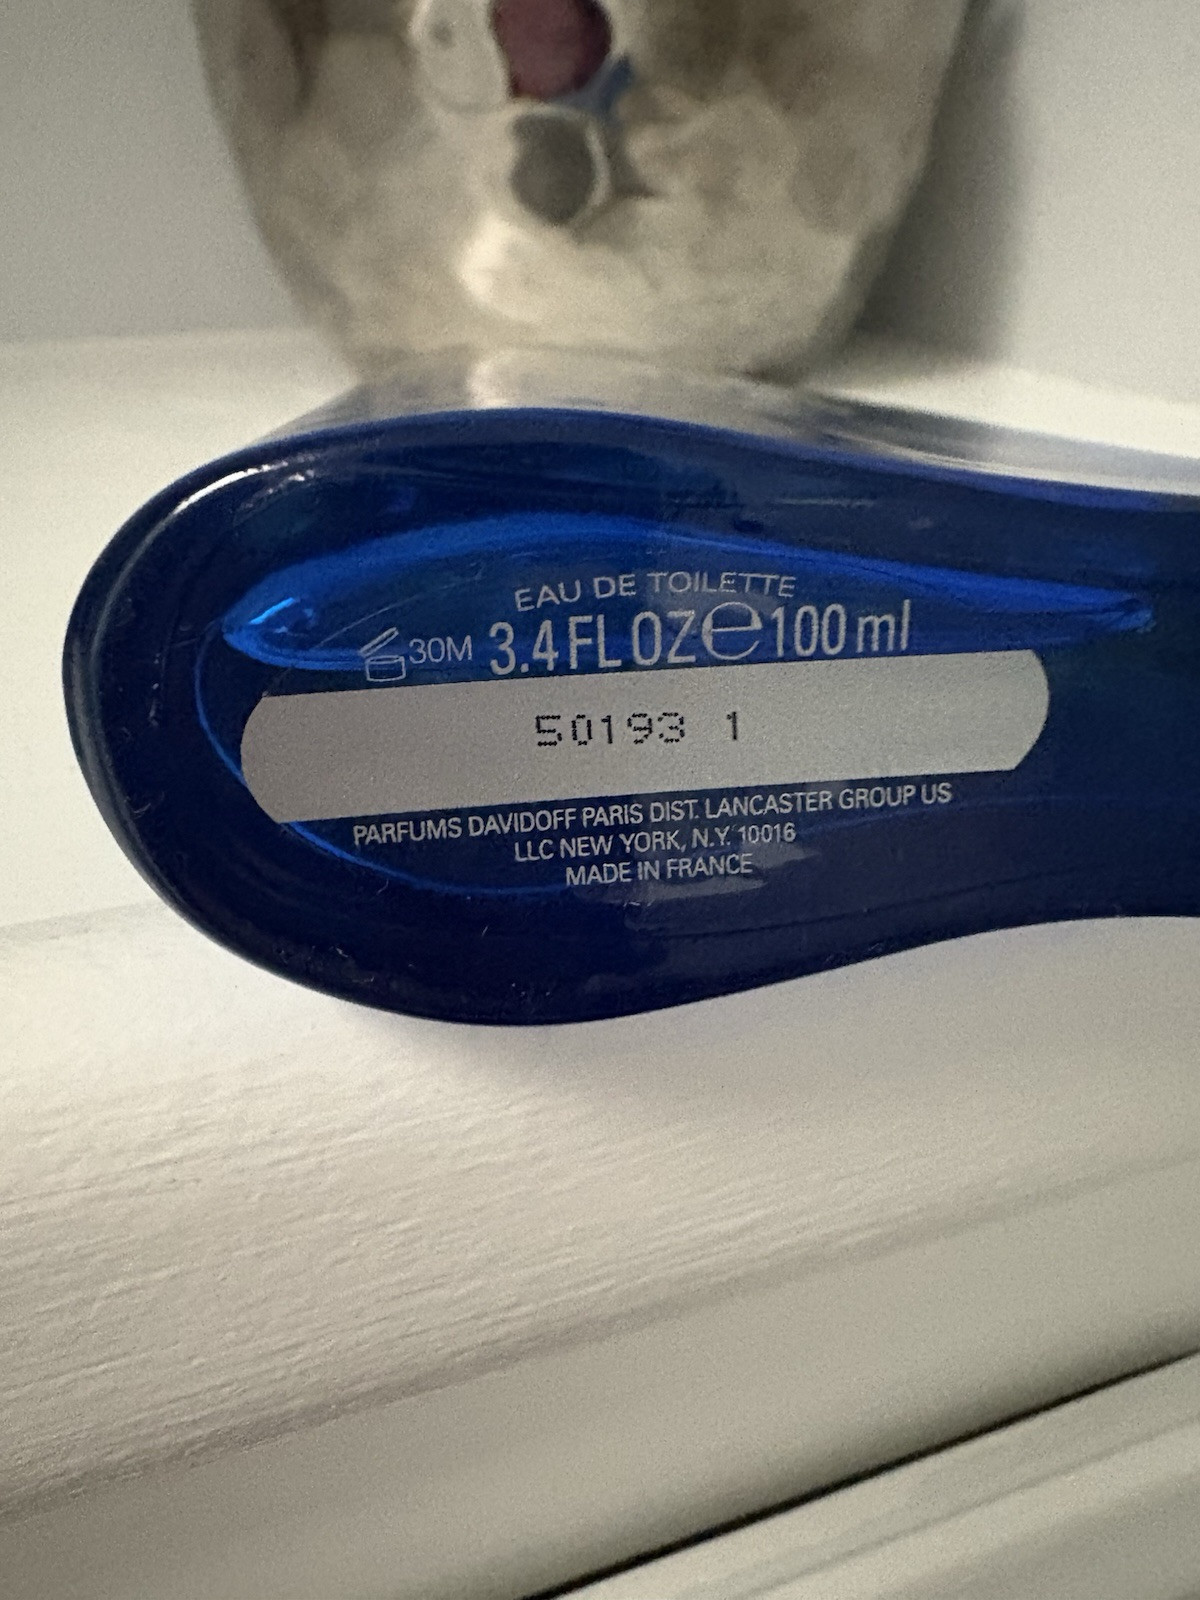 EAU DE TOILETTE
30M 3.4 FL OZ ℮ 100 ml
50193 1
PARFUMS DAVIDOFF PARIS DIST. LANCASTER GROUP US
LLC NEW YORK, N.Y. 10016
MADE IN FRANCE